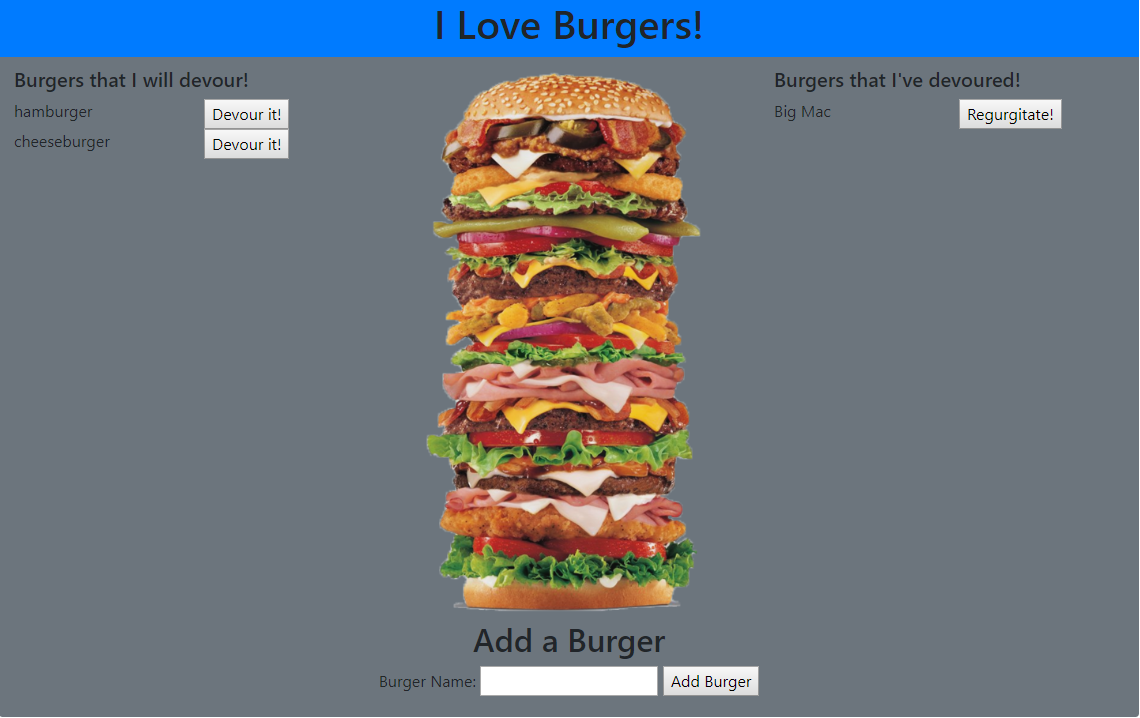 I Love Burgers!
Burgers that I will devour!
hamburger Devour it!
cheeseburger Devour it!
Burgers that I've devoured!
Big Mac Regurgitate!
Add a Burger
Burger Name: Add Burger